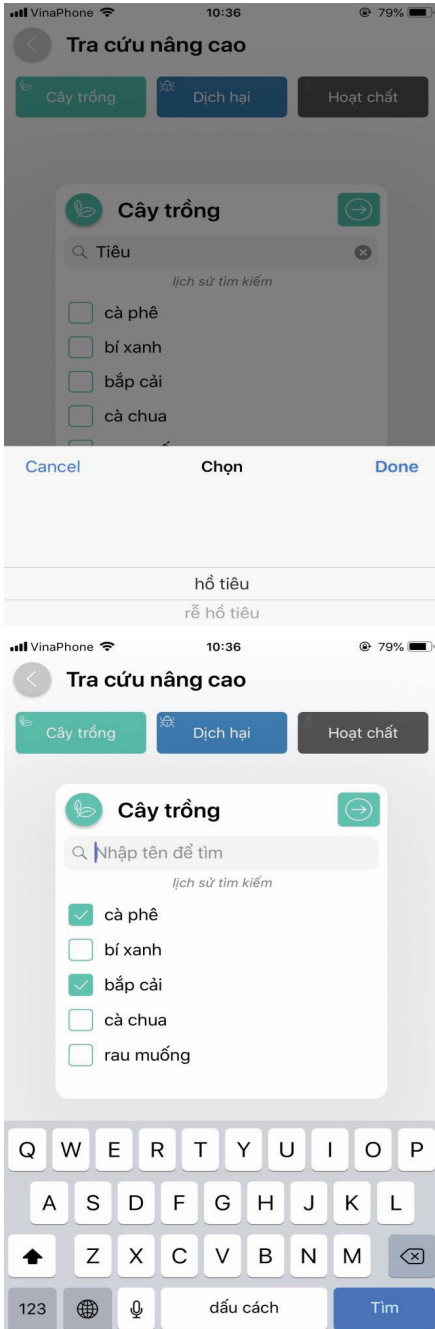 VinaPhone 10:36 79%
Tra cứu nâng cao
Cây trồng Dịch hại Hoạt chất
Cây trồng
Tiêu
lịch sử tìm kiếm
cà phê
bí xanh
bắp cải
cà chua
Cancel Chọn Done
hồ tiêu
rễ hồ tiêu
VinaPhone 10:36 79%
Tra cứu nâng cao
Cây trồng Dịch hại Hoạt chất
Cây trồng
Nhập tên để tìm
lịch sử tìm kiếm
cà phê
bí xanh
bắp cải
cà chua
rau muống
Q W E R T Y U I O P
A S D F G H J K L
Z X C V B N M
123 dấu cách Tìm